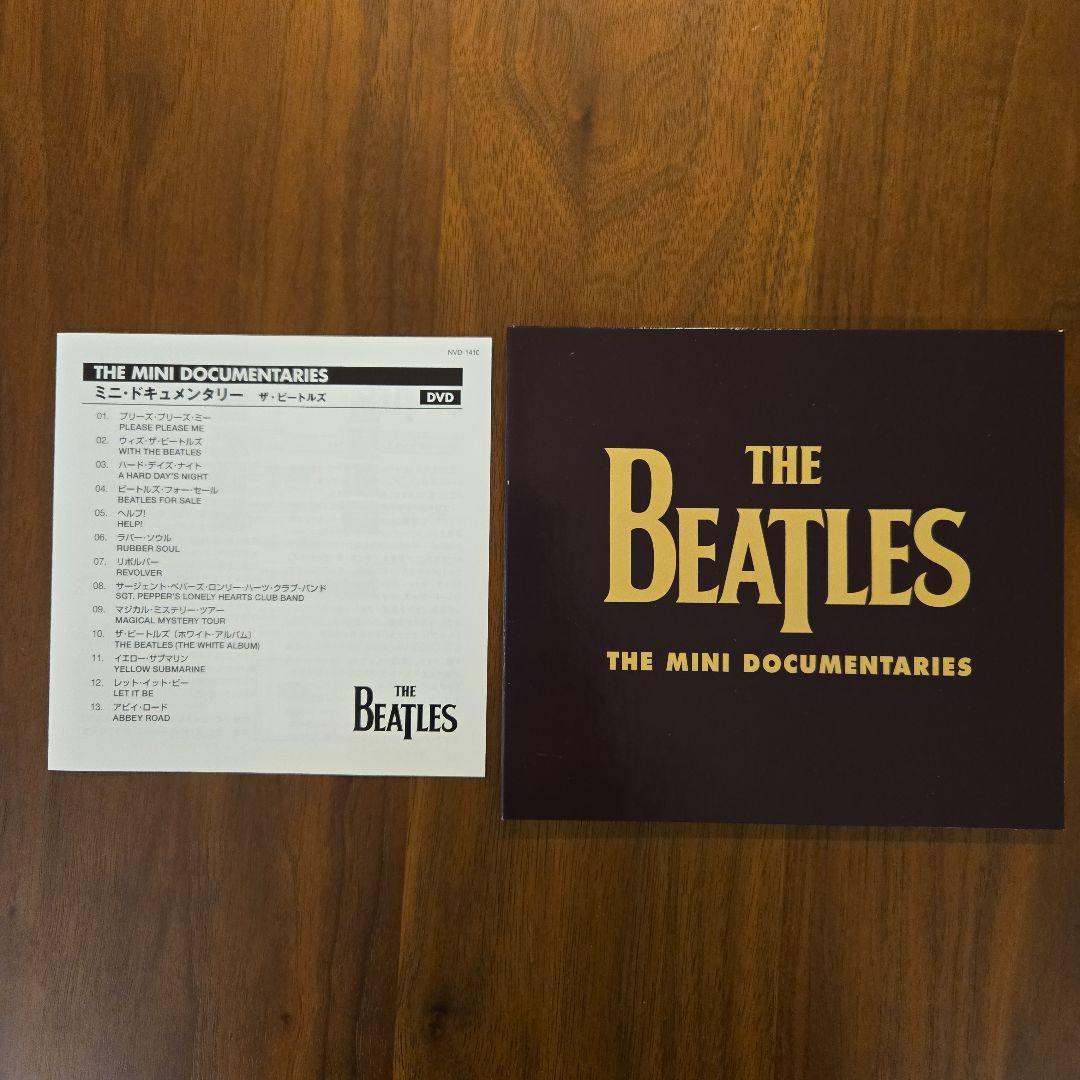 NVD-1410
THE MINI DOCUMENTARIES
ミニ・ドキュメンタリー ザ・ビートルズ DVD
01. プリーズ・プリーズ・ミー
PLEASE PLEASE ME
02. ウィズ・ザ・ビートルズ
WITH THE BEATLES
03. ハード・デイズ・ナイト
A HARD DAY'S NIGHT
04. ビートルズ・フォー・セール
BEATLES FOR SALE
05. ヘルプ!
HELP!
06. ラバー・ソウル
RUBBER SOUL
07. リボルバー
REVOLVER
08. サージェント・ペパーズ・ロンリー・ハーツ・クラブ・バンド
SGT. PEPPER'S LONELY HEARTS CLUB BAND
09. マジカル・ミステリー・ツアー
MAGICAL MYSTERY TOUR
10. ザ・ビートルズ〔ホワイト・アルバム〕
THE BEATLES (THE WHITE ALBUM)
11. イエロー・サブマリン
YELLOW SUBMARINE
12. レット・イット・ビー
LET IT BE
13. アビイ・ロード
ABBEY ROAD
THE
BEATLES
THE
BEATLES
THE MINI DOCUMENTARIES